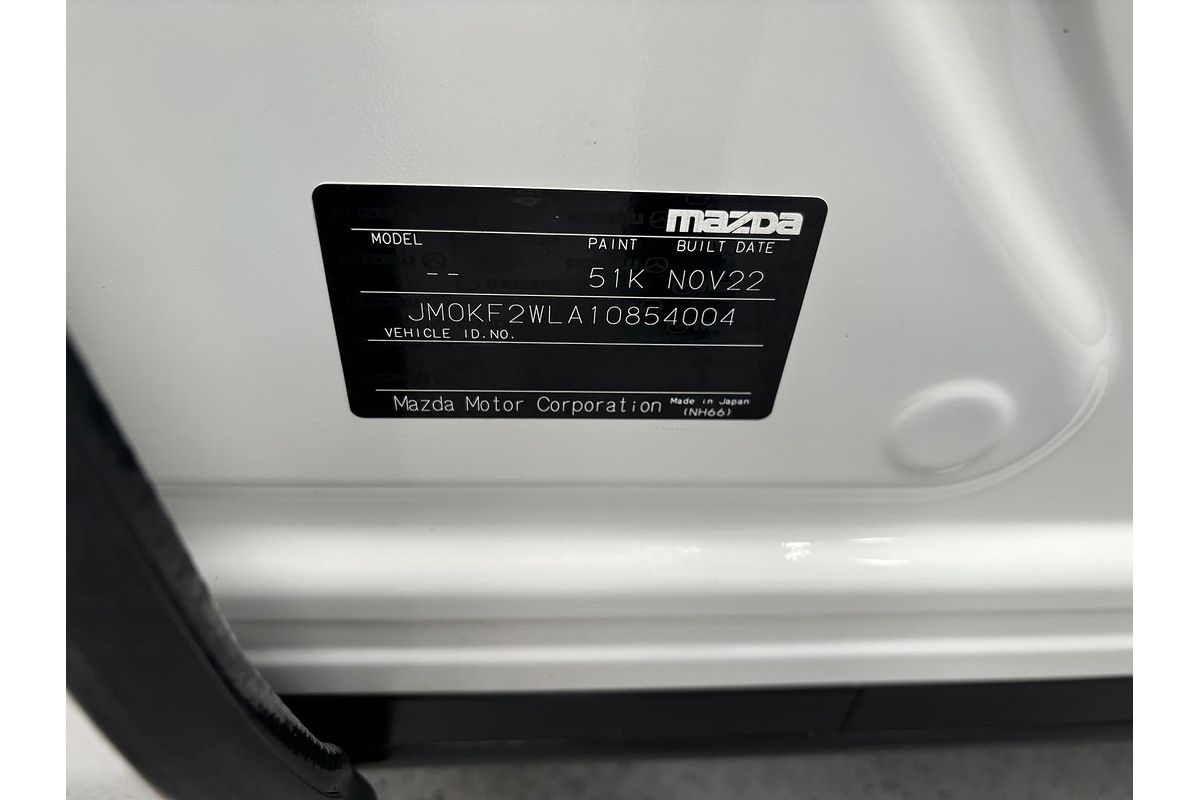 mazda
MODEL PAINT BUILT DATE
-- 51K NOV22
JM0KF2WLA10854004
VEHICLE ID.NO.
Mazda Motor Corporation Made in Japan
(NH66)